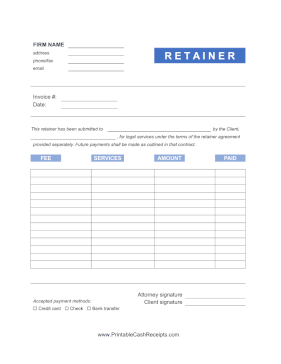 FIRM NAME
address
phone/fax
email
RETAINER
Invoice #:
Date:
This retainer has been submitted to by the Client,
, for legal services under the terms of the retainer agreement
provided separately. Future payments shall be made as outlined in that contract.
FEE SERVICES AMOUNT PAID
Attorney signature
Accepted payment methods: Client signature
☐ Credit card ☐ Check ☐ Bank transfer
www.PrintableCashReceipts.com